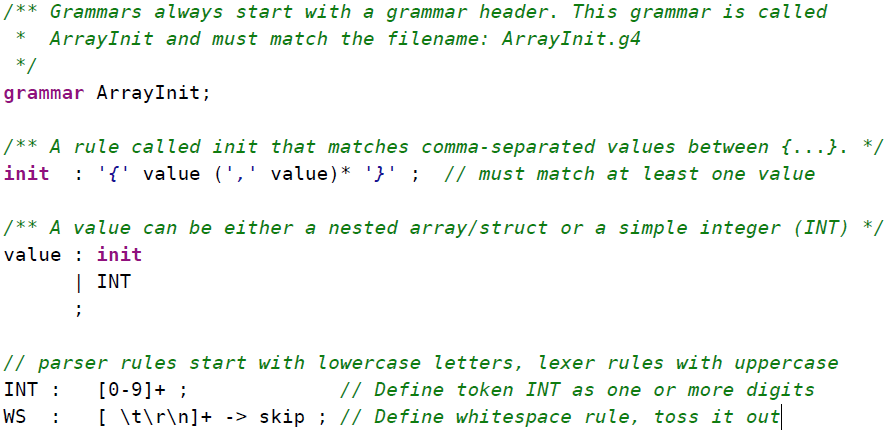 /** Grammars always start with a grammar header. This grammar is called
 *  ArrayInit and must match the filename: ArrayInit.g4
 */
grammar ArrayInit;

/** A rule called init that matches comma-separated values between {...}. */
init  : '{' value (',' value)* '}' ;  // must match at least one value

/** A value can be either a nested array/struct or a simple integer (INT) */
value : init
      | INT
      ;

// parser rules start with lowercase letters, lexer rules with uppercase
INT :   [0-9]+ ;             // Define token INT as one or more digits
WS  :   [ \t\r\n]+ -> skip ; // Define whitespace rule, toss it out